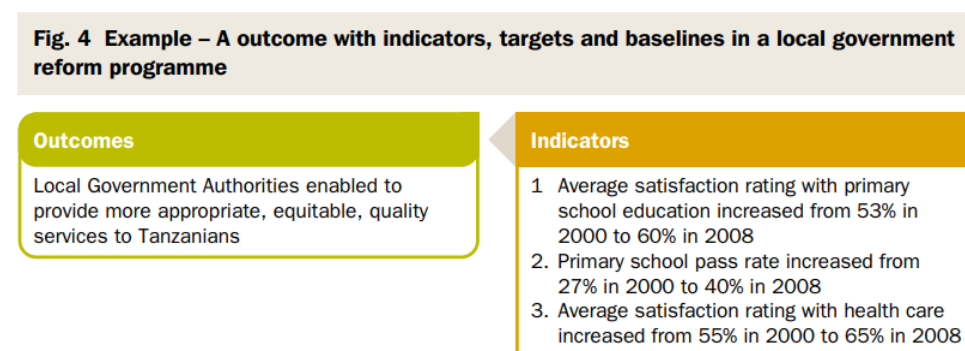 Fig. 4  Example – A outcome with indicators, targets and baselines in a local government
reform programme
Outcomes
Local Government Authorities enabled to
provide more appropriate, equitable, quality
services to Tanzanians
Indicators
1  Average satisfaction rating with primary
school education increased from 53% in
2000 to 60% in 2008
2.  Primary school pass rate increased from
27% in 2000 to 40% in 2008
3.  Average satisfaction rating with health care
increased from 55% in 2000 to 65% in 2008